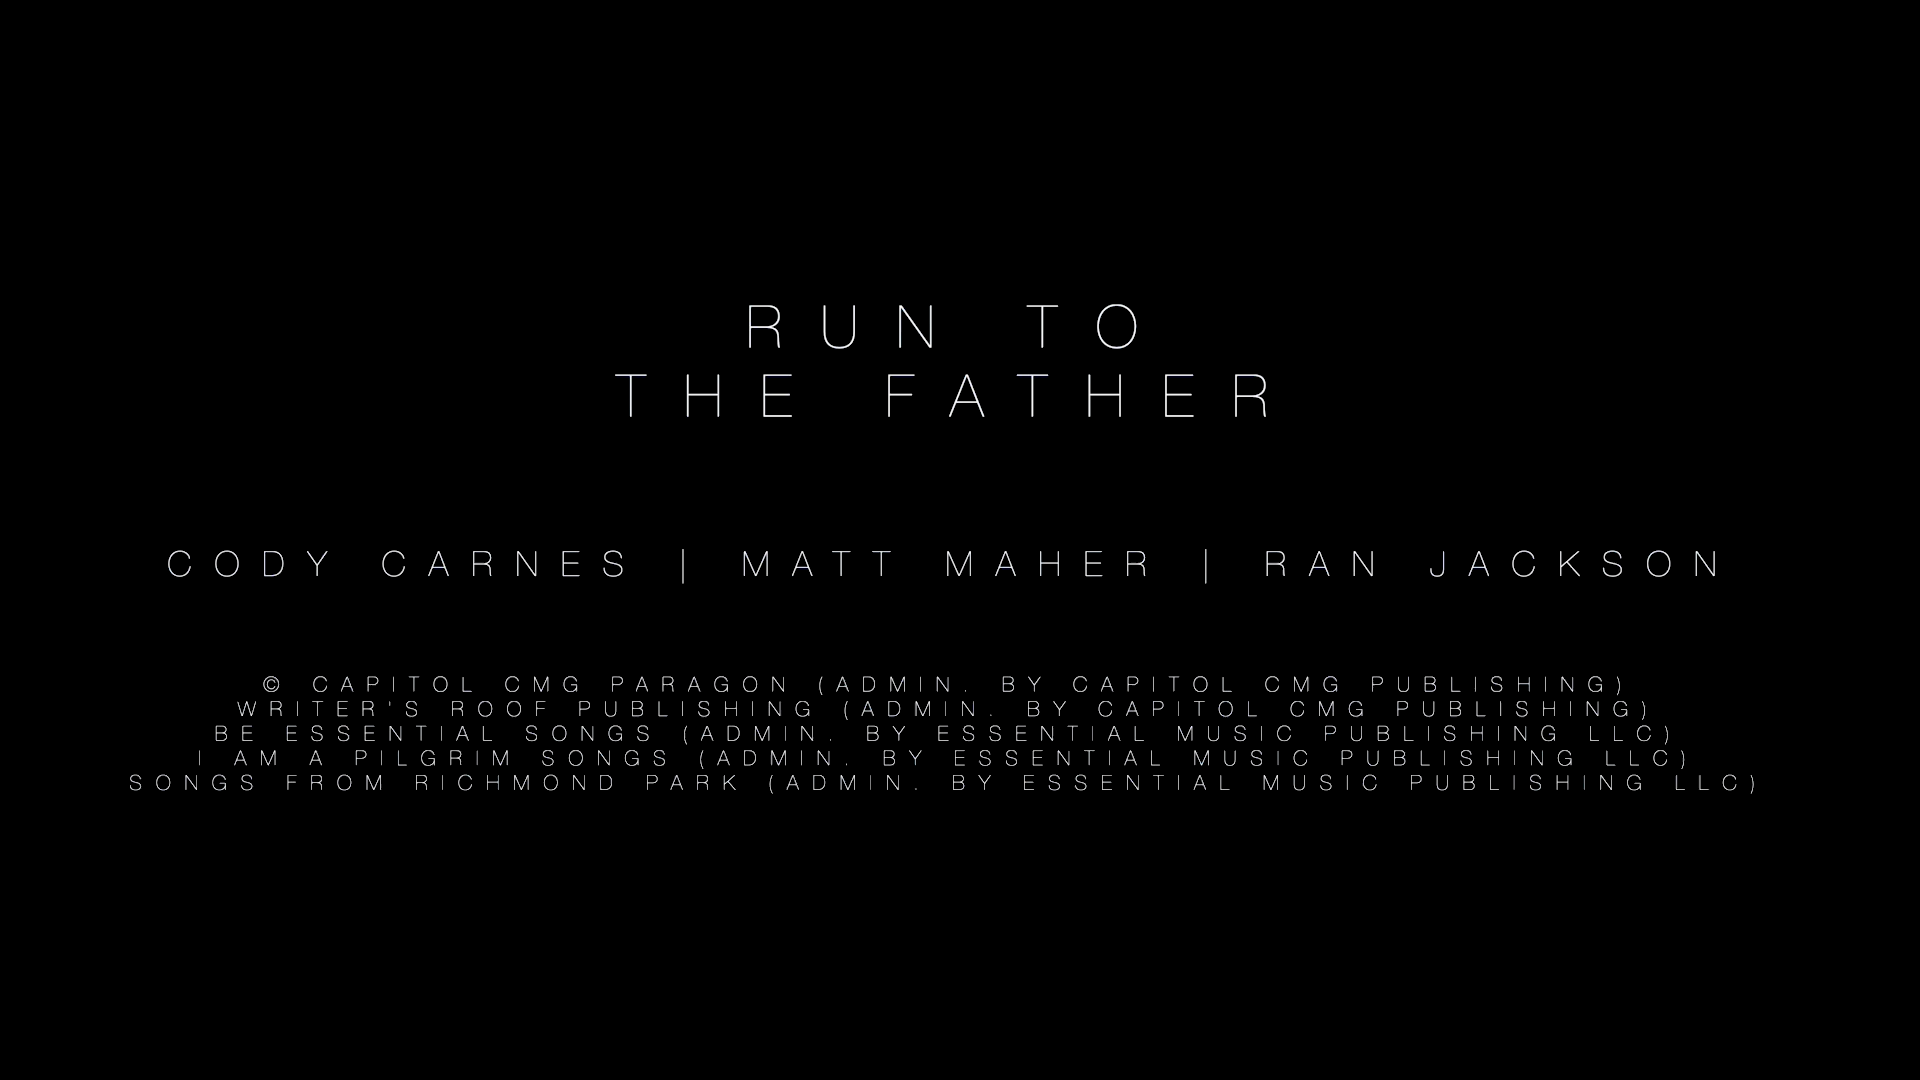 RUN TO
THE FATHER
CODY CARNES | MATT MAHER | RAN JACKSON
© CAPITOL CMG PARAGON (ADMIN. BY CAPITOL CMG PUBLISHING)
WRITER'S ROOF PUBLISHING (ADMIN. BY CAPITOL CMG PUBLISHING)
BE ESSENTIAL SONGS (ADMIN. BY ESSENTIAL MUSIC PUBLISHING LLC)
I AM A PILGRIM SONGS (ADMIN. BY ESSENTIAL MUSIC PUBLISHING LLC)
SONGS FROM RICHMOND PARK (ADMIN. BY ESSENTIAL MUSIC PUBLISHING LLC)